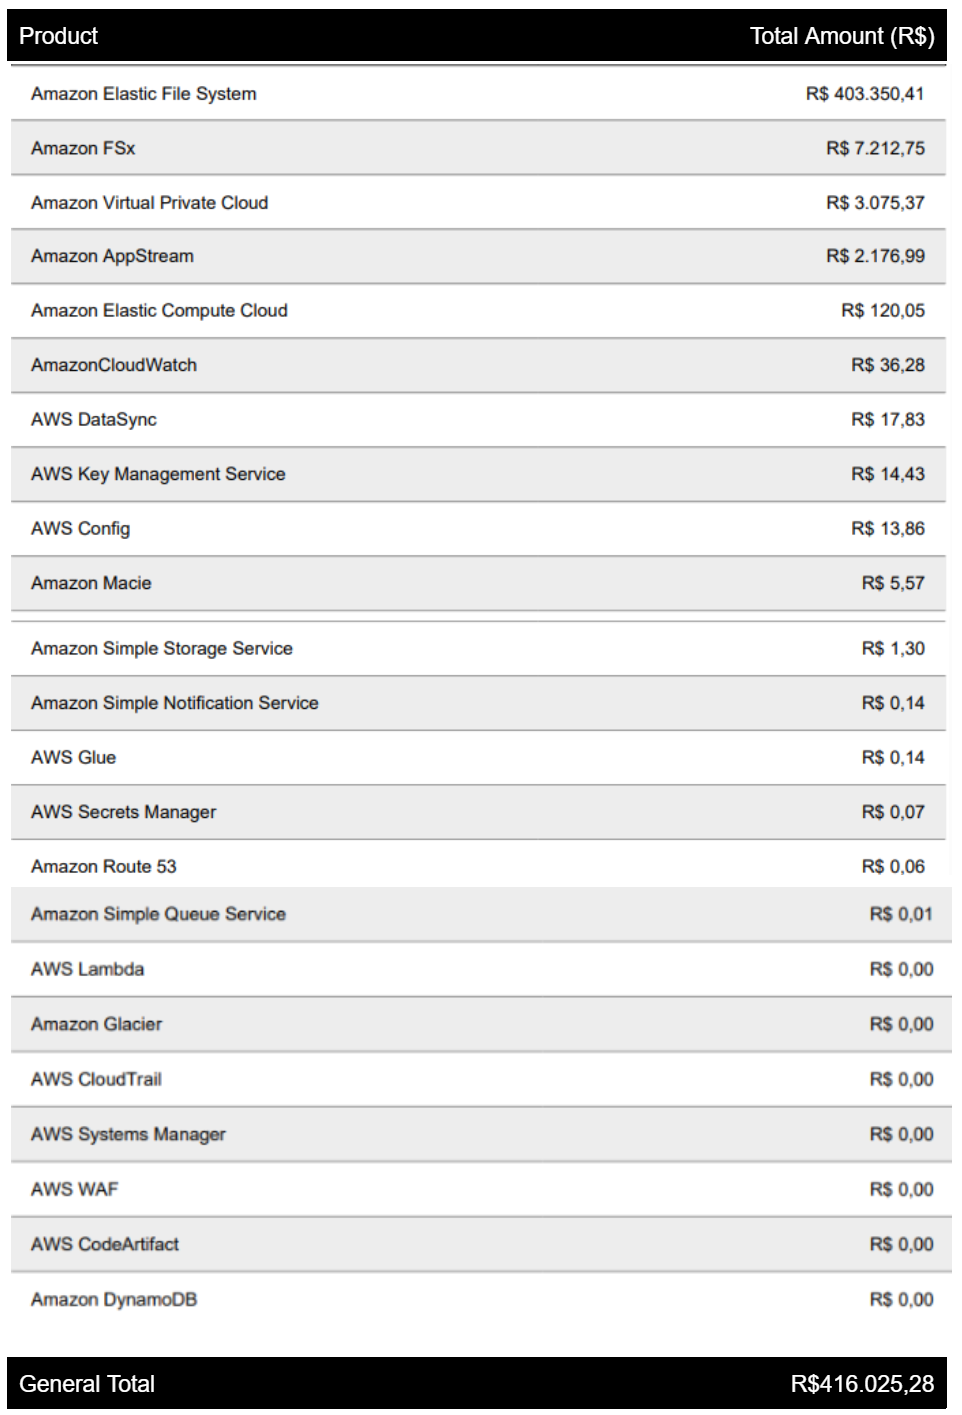 Product Total Amount (R$)
Amazon Elastic File System R$ 403.350,41
Amazon FSx R$ 7.212,75
Amazon Virtual Private Cloud R$ 3.075,37
Amazon AppStream R$ 2.176,99
Amazon Elastic Compute Cloud R$ 120,05
AmazonCloudWatch R$ 36,28
AWS DataSync R$ 17,83
AWS Key Management Service R$ 14,43
AWS Config R$ 13,86
Amazon Macie R$ 5,57
Amazon Simple Storage Service R$ 1,30
Amazon Simple Notification Service R$ 0,14
AWS Glue R$ 0,14
AWS Secrets Manager R$ 0,07
Amazon Route 53 R$ 0,06
Amazon Simple Queue Service R$ 0,01
AWS Lambda R$ 0,00
Amazon Glacier R$ 0,00
AWS CloudTrail R$ 0,00
AWS Systems Manager R$ 0,00
AWS WAF R$ 0,00
AWS CodeArtifact R$ 0,00
Amazon DynamoDB R$ 0,00
General Total R$416.025,28